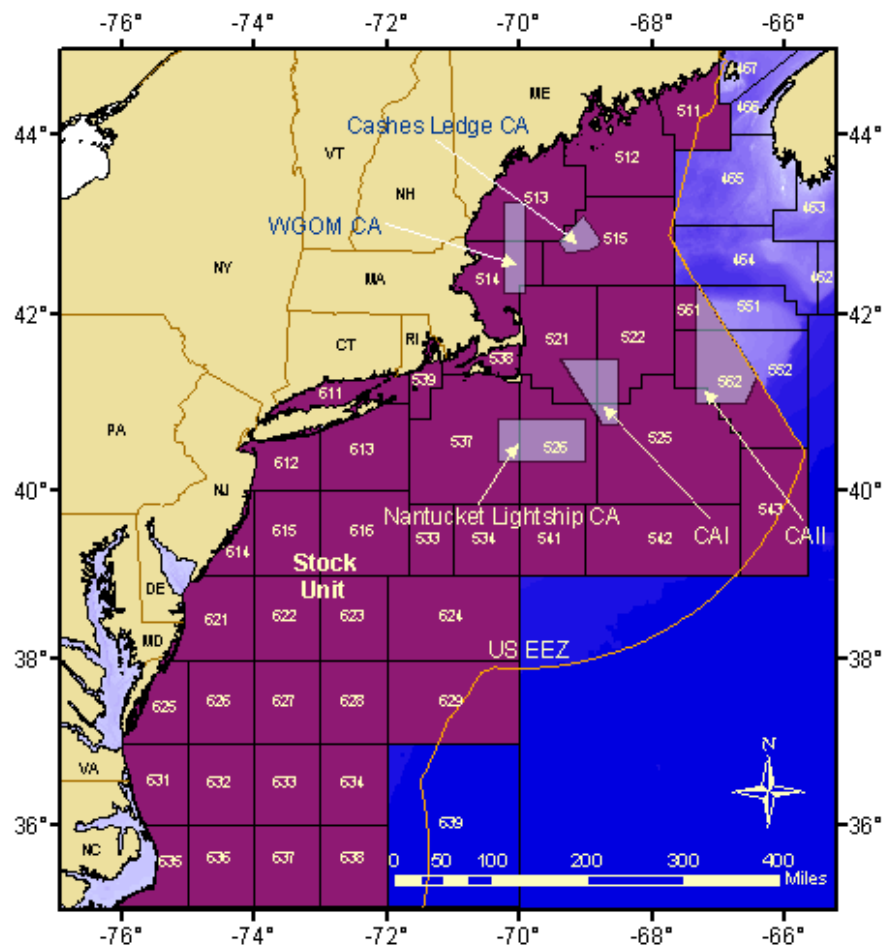 -76° -74° -72° -70° -68° -66°
467
ME
511
466
44°
44°
Cashes Ledge CA
VT
512
465
NH
513
463
WGOM CA
515
464
462
NY
514
MA
42°
42°
561
551
CT
RI
521
522
538
552
539
562
611
PA
613
537
526
525
612
NJ
40°
40°
Nantucket Lightship CA
543
615
616
533
534
541
542
CAI
CAII
614
Stock
Unit
DE
621
622
623
624
MD
US EEZ
38°
38°
625
626
627
628
629
N
VA
631
632
633
634
36°
36°
639
NC
635
636
637
638
0 50 100 200 300 400
Miles
-76° -74° -72° -70° -68° -66°